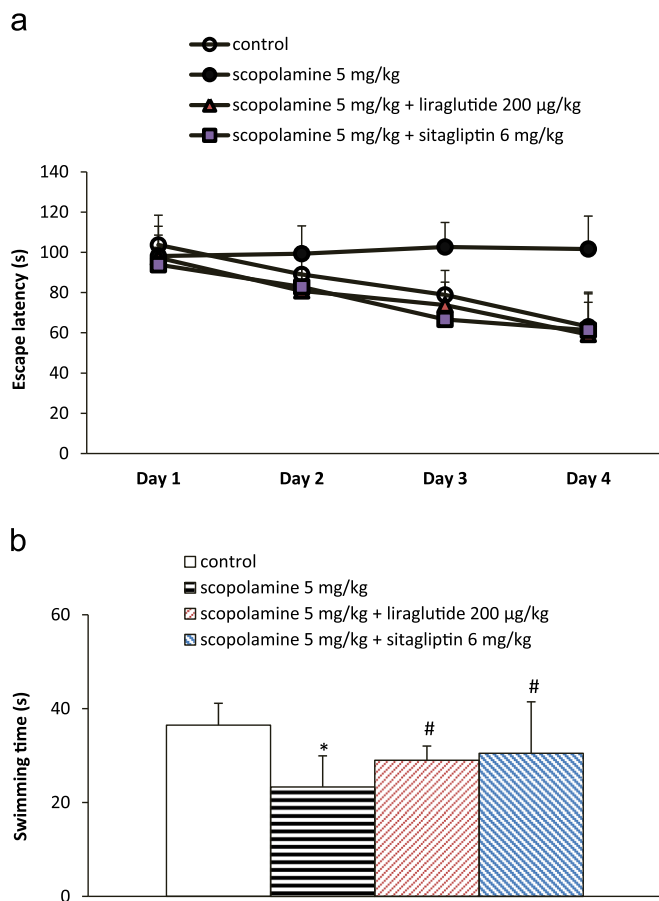 a
control
scopolamine 5 mg/kg
scopolamine 5 mg/kg + liraglutide 200 µg/kg
scopolamine 5 mg/kg + sitagliptin 6 mg/kg
140
120
100
80
60
40
20
0
Escape latency (s)
Day 1 Day 2 Day 3 Day 4
b
control
scopolamine 5 mg/kg
scopolamine 5 mg/kg + liraglutide 200 µg/kg
scopolamine 5 mg/kg + sitagliptin 6 mg/kg
60
40
20
0
Swimming time (s)
*
#
#